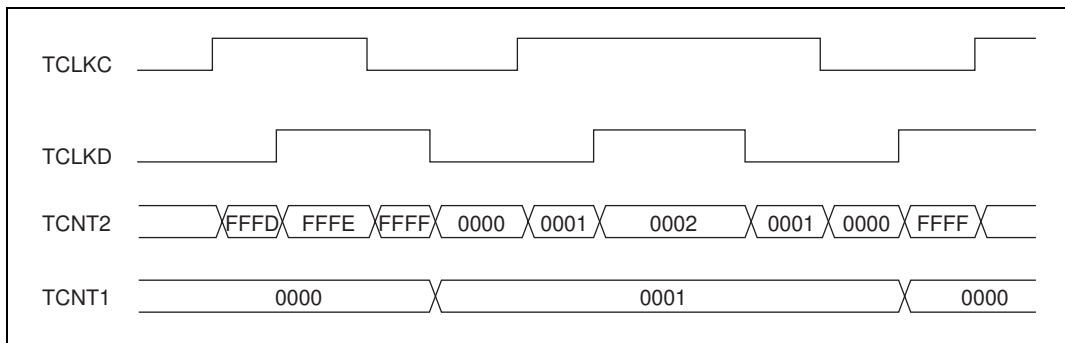 TCLKC
TCLKD
TCNT2 FFFD FFFE FFFF 0000 0001 0002 0001 0000 FFFF
TCNT1 0000 0001 0000